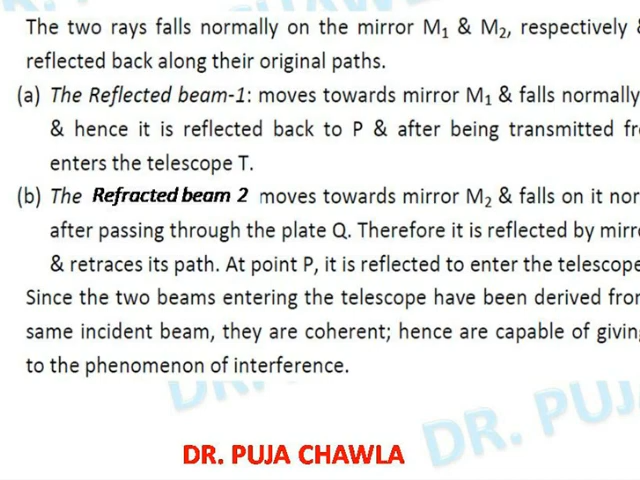 The two rays falls normally on the mirror M₁ & M₂, respectively &
reflected back along their original paths.
(a) The Reflected beam-1: moves towards mirror M₁ & falls normally
& hence it is reflected back to P & after being transmitted
enters the telescope T.
(b) The Refracted beam 2 moves towards mirror M₂ & falls on it
after passing through the plate Q. Therefore it is reflected by
& retraces its path. At point P, it is reflected to enter the telescope
Since the two beams entering the telescope have been derived
same incident beam, they are coherent; hence are capable of
to the phenomenon of interference.
DR. PUJ
DR. PUJA CHAWLA